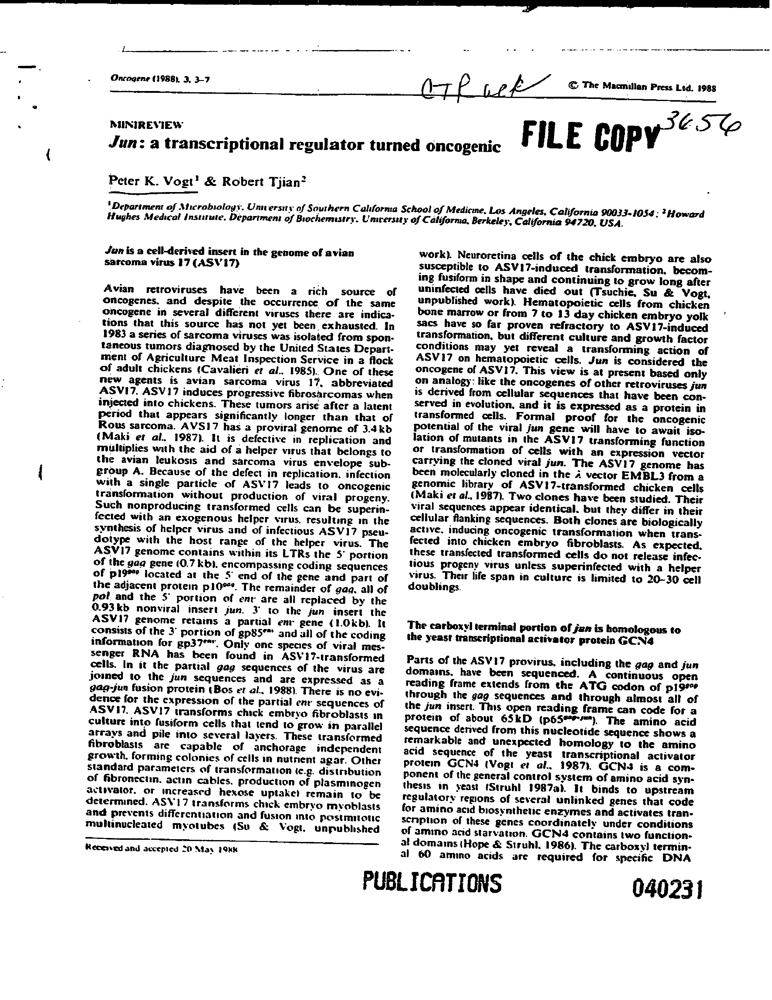 Oncogene (1988), 3, 3–7
CTR
© The Macmillan Press Ltd. 1988
3656
MINIREVIEW
FILE COPY
Jun: a transcriptional regulator turned oncogenic
Peter K. Vogt¹ & Robert Tjian²
¹Department of Microbiology, University of Southern California School of Medicine, Los Angeles, California 90033-1054; ²Howard
Hughes Medical Institute, Department of Biochemistry, University of California, Berkeley, California 94720, USA.
Jun is a cell-derived insert in the genome of avian
sarcoma virus 17 (ASV17)
Avian retroviruses have been a rich source of
oncogenes, and despite the occurrence of the same
oncogene in several different viruses there are indica-
tions that this source has not yet been exhausted. In
1983 a series of sarcoma viruses was isolated from spon-
taneous tumors diagnosed by the United States Depart-
ment of Agriculture Meat Inspection Service in a flock
of adult chickens (Cavalieri et al., 1985). One of these
new agents is avian sarcoma virus 17, abbreviated
ASV17. ASV17 induces progressive fibrosarcomas when
injected into chickens. These tumors arise after a latent
period that appears significantly longer than that of
Rous sarcoma. AVS17 has a proviral genome of 3.4 kb
(Maki et al., 1987). It is defective in replication and
multiplies with the aid of a helper virus that belongs to
the avian leukosis and sarcoma virus envelope sub-
group A. Because of the defect in replication, infection
with a single particle of ASV17 leads to oncogenic
transformation without production of viral progeny.
Such nonproducing transformed cells can be superin-
fected with an exogenous helper virus, resulting in the
synthesis of helper virus and of infectious ASV17 pseu-
dotype with the host range of the helper virus. The
ASV17 genome contains within its LTRs the 5' portion
of the gag gene (0.7 kb), encompassing coding sequences
of p19ᵍᵃᵍ located at the 5' end of the gene and part of
the adjacent protein p10ᵍᵃᵍ. The remainder of gag, all of
pol and the 5' portion of env are all replaced by the
0.93 kb nonviral insert jun. 3' to the jun insert the
ASV17 genome retains a partial env gene (1.0 kb). It
consists of the 3' portion of gp85ᵉⁿᵛ and all of the coding
information for gp37ᵉⁿᵛ. Only one species of viral mes-
senger RNA has been found in ASV17-transformed
cells. In it the partial gag sequences of the virus are
joined to the jun sequences and are expressed as a
gag-jun fusion protein (Bos et al., 1988). There is no evi-
dence for the expression of the partial env sequences of
ASV17. ASV17 transforms chick embryo fibroblasts in
culture into fusiform cells that tend to grow in parallel
arrays and pile into several layers. These transformed
fibroblasts are capable of anchorage independent
growth, forming colonies of cells in nutrient agar. Other
standard parameters of transformation (e.g. distribution
of fibronectin, actin cables, production of plasminogen
activator, or increased hexose uptake) remain to be
determined. ASV17 transforms chick embryo myoblasts
and prevents differentiation and fusion into postmitotic
multinucleated myotubes (Su & Vogt, unpublished
Received and accepted 20 May 1988
work). Neuroretina cells of the chick embryo are also
susceptible to ASV17-induced transformation, becom-
ing fusiform in shape and continuing to grow long after
uninfected cells have died out (Tsuchie, Su & Vogt,
unpublished work). Hematopoietic cells from chicken
bone marrow or from 7 to 13 day chicken embryo yolk
sacs have so far proven refractory to ASV17-induced
transformation, but different culture and growth factor
conditions may yet reveal a transforming action of
ASV17 on hematopoietic cells. Jun is considered the
oncogene of ASV17. This view is at present based only
on analogy: like the oncogenes of other retroviruses jun
is derived from cellular sequences that have been con-
served in evolution, and it is expressed as a protein in
transformed cells. Formal proof for the oncogenic
potential of the viral jun gene will have to await iso-
lation of mutants in the ASV17 transforming function
or transformation of cells with an expression vector
carrying the cloned viral jun. The ASV17 genome has
been molecularly cloned in the λ vector EMBL3 from a
genomic library of ASV17-transformed chicken cells
(Maki et al., 1987). Two clones have been studied. Their
viral sequences appear identical, but they differ in their
cellular flanking sequences. Both clones are biologically
active, inducing oncogenic transformation when trans-
fected into chicken embryo fibroblasts. As expected,
these transfected transformed cells do not release infec-
tious progeny virus unless superinfected with a helper
virus. Their life span in culture is limited to 20–30 cell
doublings.
The carboxyl terminal portion of jun is homologous to
the yeast transcriptional activator protein GCN4
Parts of the ASV17 provirus, including the gag and jun
domains, have been sequenced. A continuous open
reading frame extends from the ATG codon of p19ᵍᵃᵍ
through the gag sequences and through almost all of
the jun insert. This open reading frame can code for a
protein of about 65 kD (p65ᵍᵃᵍ⁻ʲᵘⁿ). The amino acid
sequence derived from this nucleotide sequence shows a
remarkable and unexpected homology to the amino
acid sequence of the yeast transcriptional activator
protein GCN4 (Vogt et al., 1987). GCN4 is a com-
ponent of the general control system of amino acid syn-
thesis in yeast (Struhl 1987a). It binds to upstream
regulatory regions of several unlinked genes that code
for amino acid biosynthetic enzymes and activates tran-
scription of these genes coordinately under conditions
of amino acid starvation. GCN4 contains two function-
al domains (Hope & Struhl, 1986). The carboxyl termin-
al 60 amino acids are required for specific DNA
PUBLICATIONS
040231